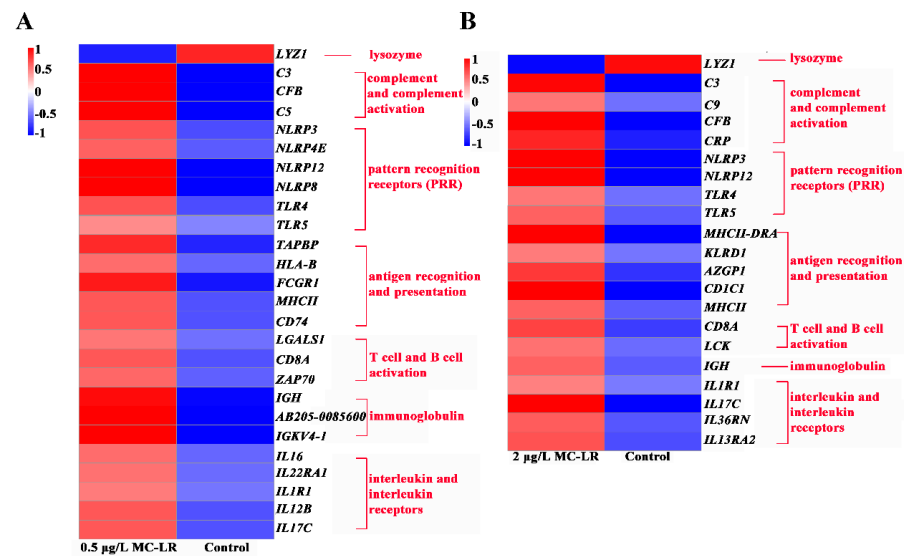 A
1
0.5
0
-0.5
-1
LYZ1
C3
CFB
C5
NLRP3
NLRP4E
NLRP12
NLRP8
TLR4
TLR5
TAPBP
HLA-B
FCGR1
MHCII
CD74
LGALS1
CD8A
ZAP70
IGH
AB205-0085600
IGKV4-1
IL16
IL22RA1
IL1R1
IL12B
IL17C
lysozyme
complement
and complement
activation
pattern recognition
receptors (PRR)
antigen recognition
and presentation
T cell and B cell
activation
immunoglobulin
interleukin and
interleukin
receptors
0.5 μg/L MC-LR
Control
B
1
0.5
0
-0.5
-1
LYZ1
C3
C9
CFB
CRP
NLRP3
NLRP12
TLR4
TLR5
MHCII-DRA
KLRD1
AZGP1
CD1C1
MHCII
CD8A
LCK
IGH
IL1R1
IL17C
IL36RN
IL13RA2
lysozyme
complement
and complement
activation
pattern recognition
receptors (PRR)
antigen recognition
and presentation
T cell and B cell
activation
immunoglobulin
interleukin and
interleukin
receptors
2 μg/L MC-LR
Control